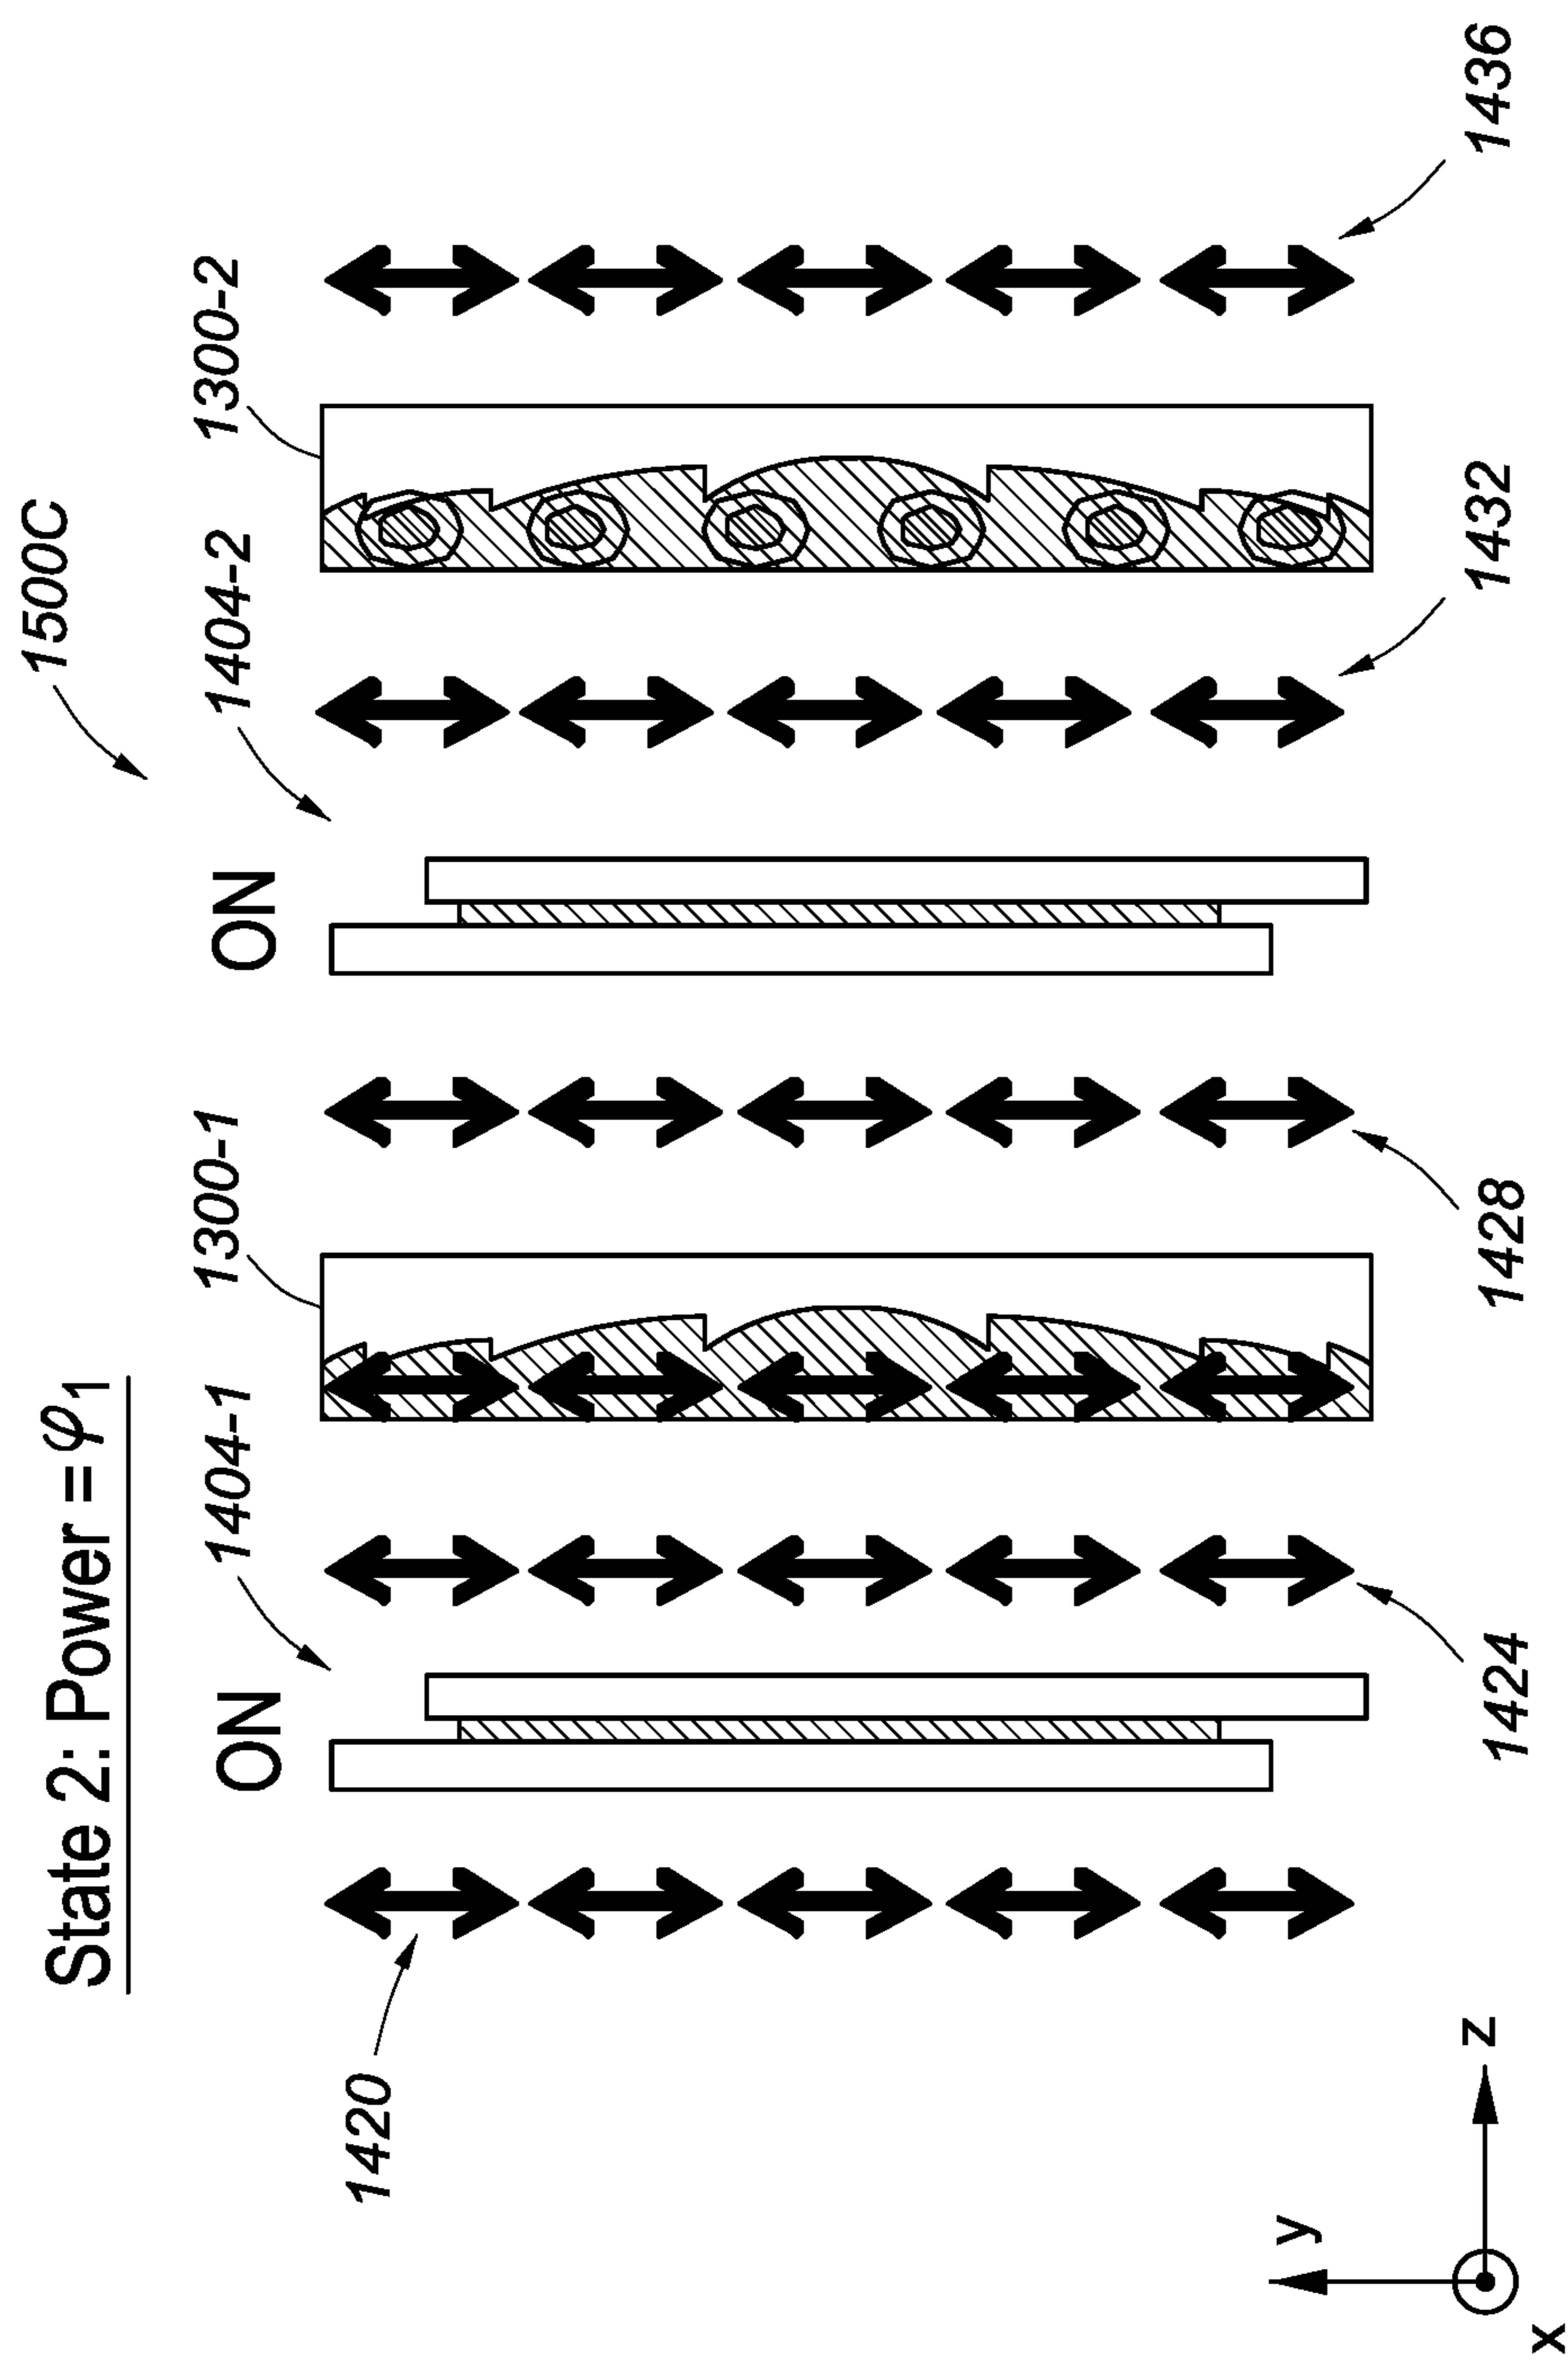 State 2: Power = φ1
1500C
ON
1404-1
1300-1
ON
1404-2
1300-2
1420
1424
1428
1432
1436
y
z
x